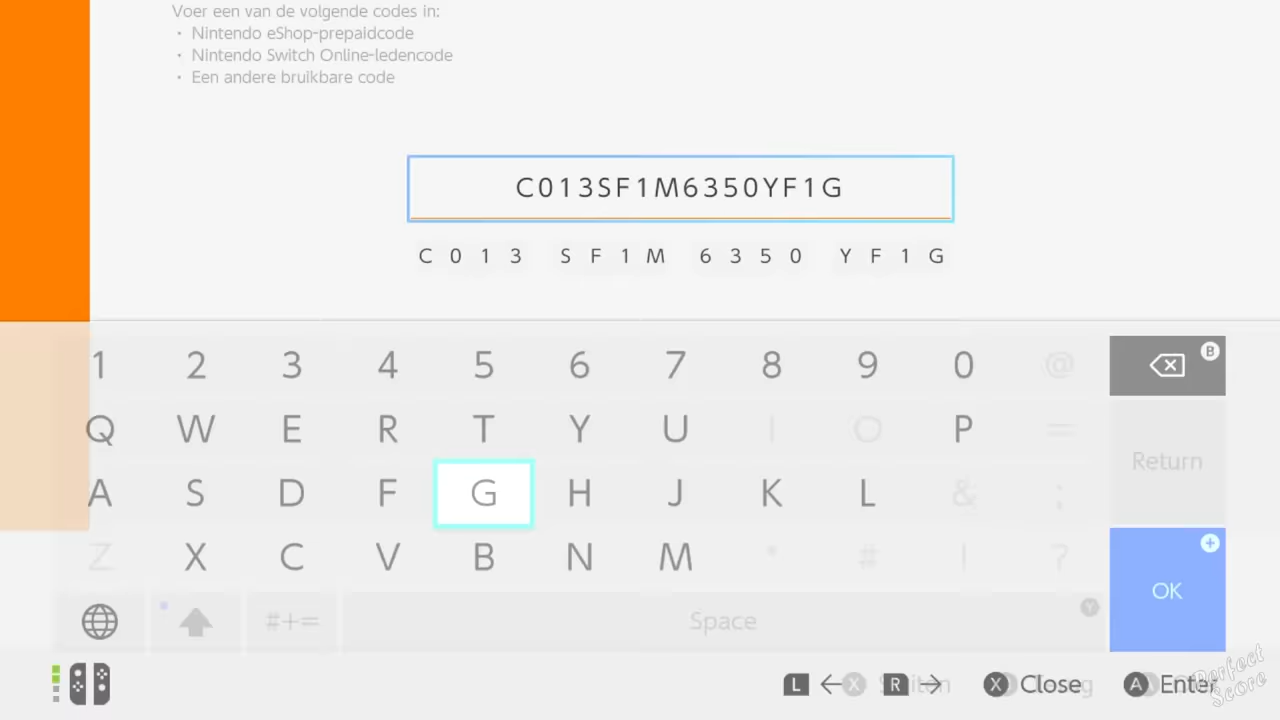 Voer een van de volgende codes in:
· Nintendo eShop-prepaidcode
· Nintendo Switch Online-ledencode
· Een andere bruikbare code
C013SF1M6350YF1G
C013 SF1M 6350 YF1G
1 2 3 4 5 6 7 8 9 0 @ B
Q W E R T Y U I O P =
Return
A S D F G H J K L & ;
Z X C V B N M * # ! ?
+ OK
#+= Space Y
L ← X R → X Close A Enter
Perfect Score